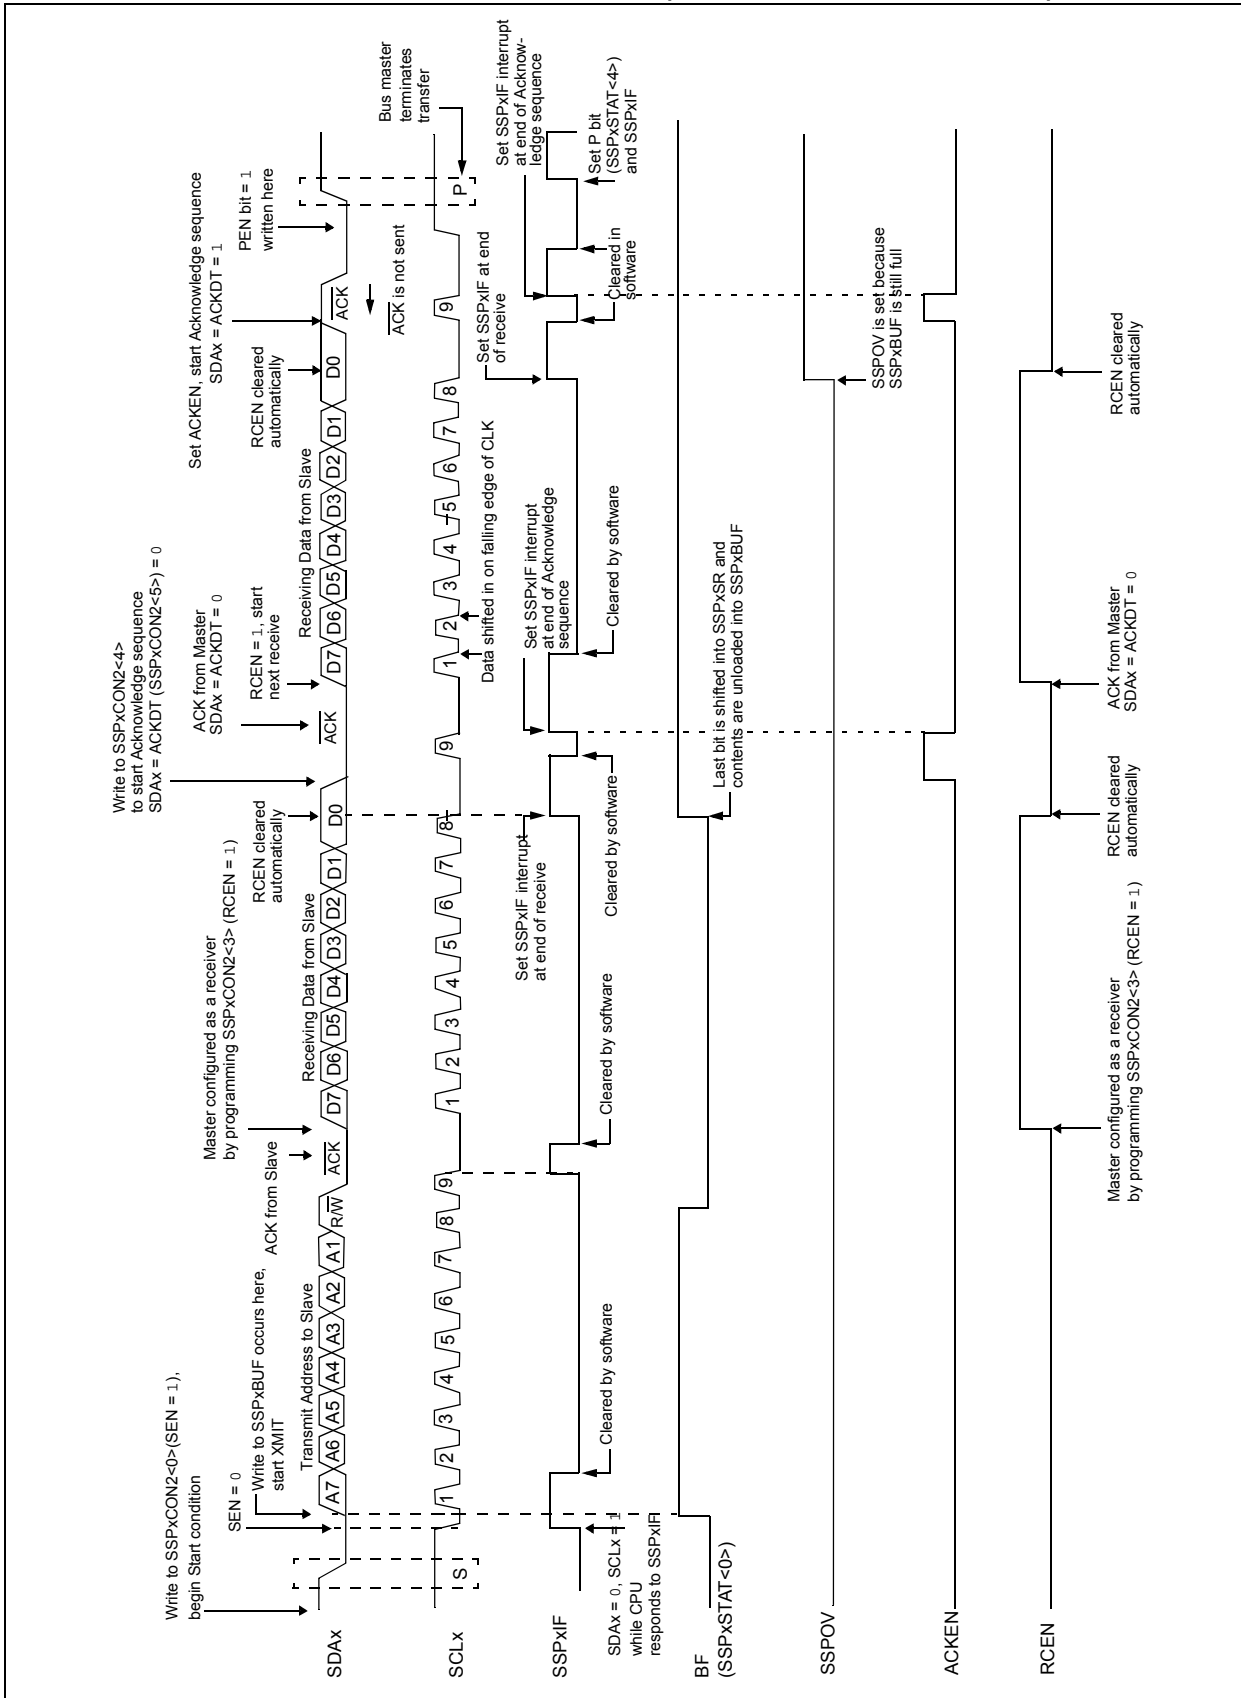 Write to SSPxCON2<0>(SEN = 1),
begin Start condition
SEN = 0
Write to SSPxBUF occurs here,
start XMIT
ACK from Slave
Master configured as a receiver
by programming SSPxCON2<3> (RCEN = 1)
RCEN cleared
automatically
Write to SSPxCON2<4>
to start Acknowledge sequence
SDAx = ACKDT (SSPxCON2<5>) = 0
ACK from Master
SDAx = ACKDT = 0
RCEN = 1, start
next receive
RCEN cleared
automatically
Set ACKEN, start Acknowledge sequence
SDAx = ACKDT = 1
PEN bit = 1
written here
Transmit Address to Slave
Receiving Data from Slave
Receiving Data from Slave
SDAx
A7 A6 A5 A4 A3 A2 A1 R/W ACK D7 D6 D5 D4 D3 D2 D1 D0 ACK D7 D6 D5 D4 D3 D2 D1 D0 ACK
ACK is not sent
Bus master
terminates
transfer
SCLx
S 1 2 3 4 5 6 7 8 9 1 2 3 4 5 6 7 8 9 1 2 3 4 5 6 7 8 9 P
Data shifted in on falling edge of CLK
Set SSPxIF interrupt
at end of receive
Set SSPxIF interrupt
at end of Acknowledge
sequence
Set SSPxIF at end
of receive
Set SSPxIF interrupt
at end of Acknow-
ledge sequence
SSPxIF
SDAx = 0, SCLx = 1
while CPU
responds to SSPxIF
Cleared by software
Cleared by software
Cleared by software
Cleared by software
Cleared in
software
Set P bit
(SSPxSTAT<4>)
and SSPxIF
BF
(SSPxSTAT<0>)
Last bit is shifted into SSPxSR and
contents are unloaded into SSPxBUF
SSPOV
SSPOV is set because
SSPxBUF is still full
ACKEN
RCEN
Master configured as a receiver
by programming SSPxCON2<3> (RCEN = 1)
RCEN cleared
automatically
ACK from Master
SDAx = ACKDT = 0
RCEN cleared
automatically